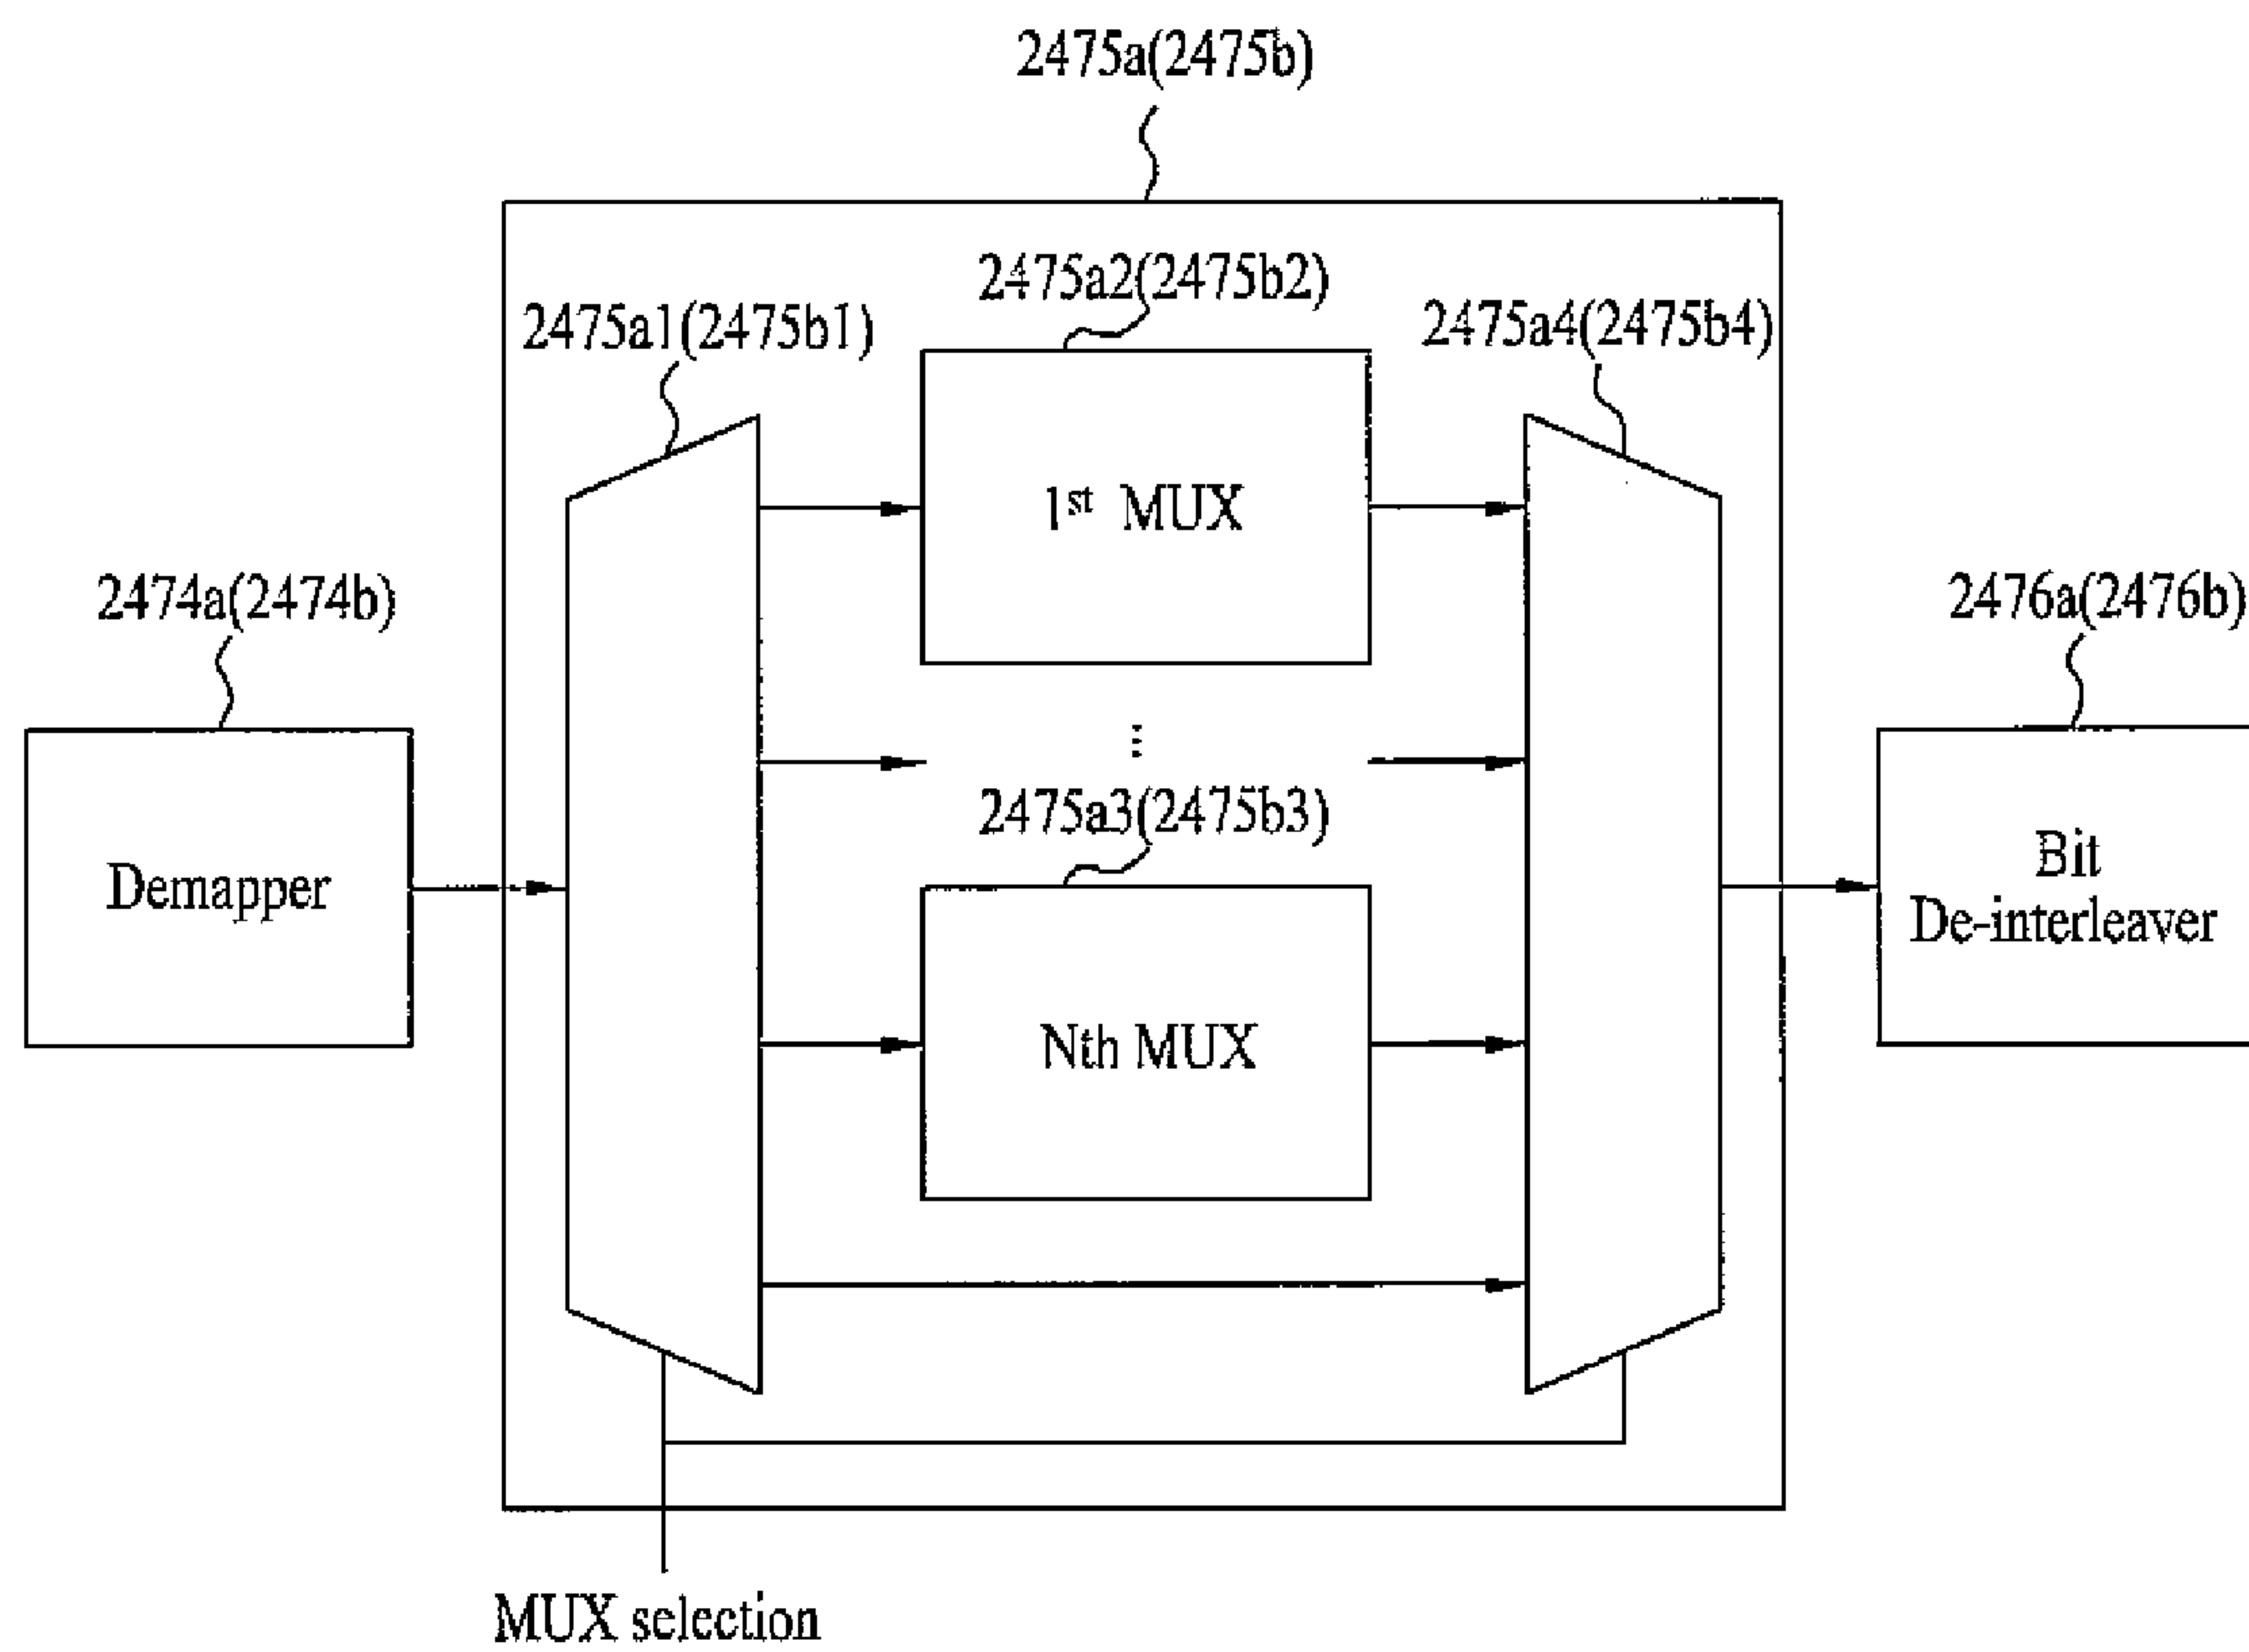 2475a(2475b)
2475a2(2475b2)
2475a1(2475b1)
2475a4(2475b4)
1st MUX
2474a(2474b)
2476a(2476b)
⋮
2475a3(2475b3)
Demapper
Bit
De-interleaver
Nth MUX
MUX selection